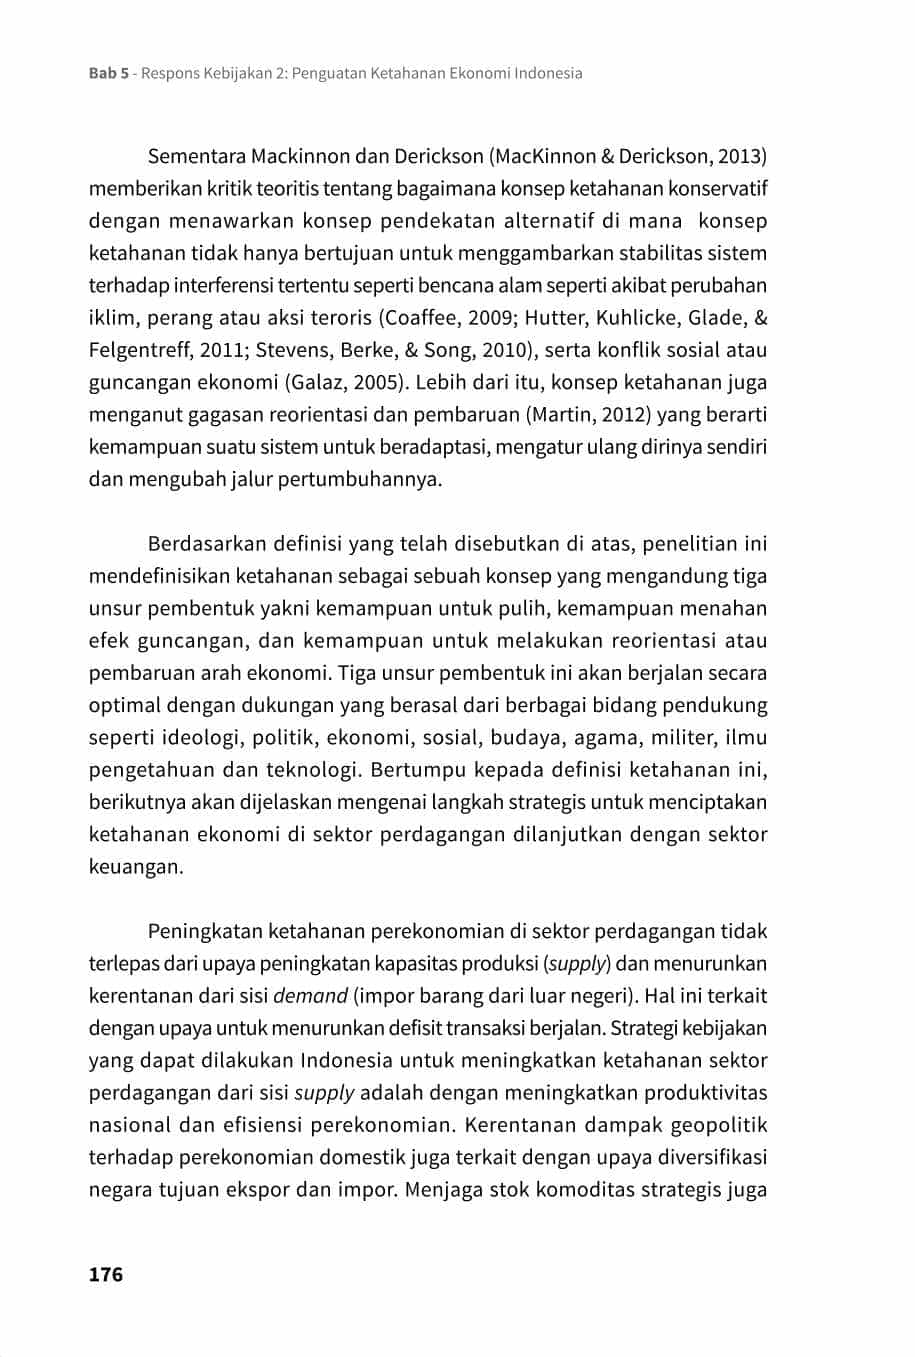 Bab 5 - Respons Kebijakan 2: Penguatan Ketahanan Ekonomi Indonesia
Sementara Mackinnon dan Derickson (MacKinnon & Derickson, 2013)
memberikan kritik teoritis tentang bagaimana konsep ketahanan konservatif
dengan menawarkan konsep pendekatan alternatif di mana konsep
ketahanan tidak hanya bertujuan untuk menggambarkan stabilitas sistem
terhadap interferensi tertentu seperti bencana alam seperti akibat perubahan
iklim, perang atau aksi teroris (Coaffee, 2009; Hutter, Kuhlicke, Glade, &
Felgentreff, 2011; Stevens, Berke, & Song, 2010), serta konflik sosial atau
guncangan ekonomi (Galaz, 2005). Lebih dari itu, konsep ketahanan juga
menganut gagasan reorientasi dan pembaruan (Martin, 2012) yang berarti
kemampuan suatu sistem untuk beradaptasi, mengatur ulang dirinya sendiri
dan mengubah jalur pertumbuhannya.
Berdasarkan definisi yang telah disebutkan di atas, penelitian ini
mendefinisikan ketahanan sebagai sebuah konsep yang mengandung tiga
unsur pembentuk yakni kemampuan untuk pulih, kemampuan menahan
efek guncangan, dan kemampuan untuk melakukan reorientasi atau
pembaruan arah ekonomi. Tiga unsur pembentuk ini akan berjalan secara
optimal dengan dukungan yang berasal dari berbagai bidang pendukung
seperti ideologi, politik, ekonomi, sosial, budaya, agama, militer, ilmu
pengetahuan dan teknologi. Bertumpu kepada definisi ketahanan ini,
berikutnya akan dijelaskan mengenai langkah strategis untuk menciptakan
ketahanan ekonomi di sektor perdagangan dilanjutkan dengan sektor
keuangan.
Peningkatan ketahanan perekonomian di sektor perdagangan tidak
terlepas dari upaya peningkatan kapasitas produksi (supply) dan menurunkan
kerentanan dari sisi demand (impor barang dari luar negeri). Hal ini terkait
dengan upaya untuk menurunkan defisit transaksi berjalan. Strategi kebijakan
yang dapat dilakukan Indonesia untuk meningkatkan ketahanan sektor
perdagangan dari sisi supply adalah dengan meningkatkan produktivitas
nasional dan efisiensi perekonomian. Kerentanan dampak geopolitik
terhadap perekonomian domestik juga terkait dengan upaya diversifikasi
negara tujuan ekspor dan impor. Menjaga stok komoditas strategis juga
176